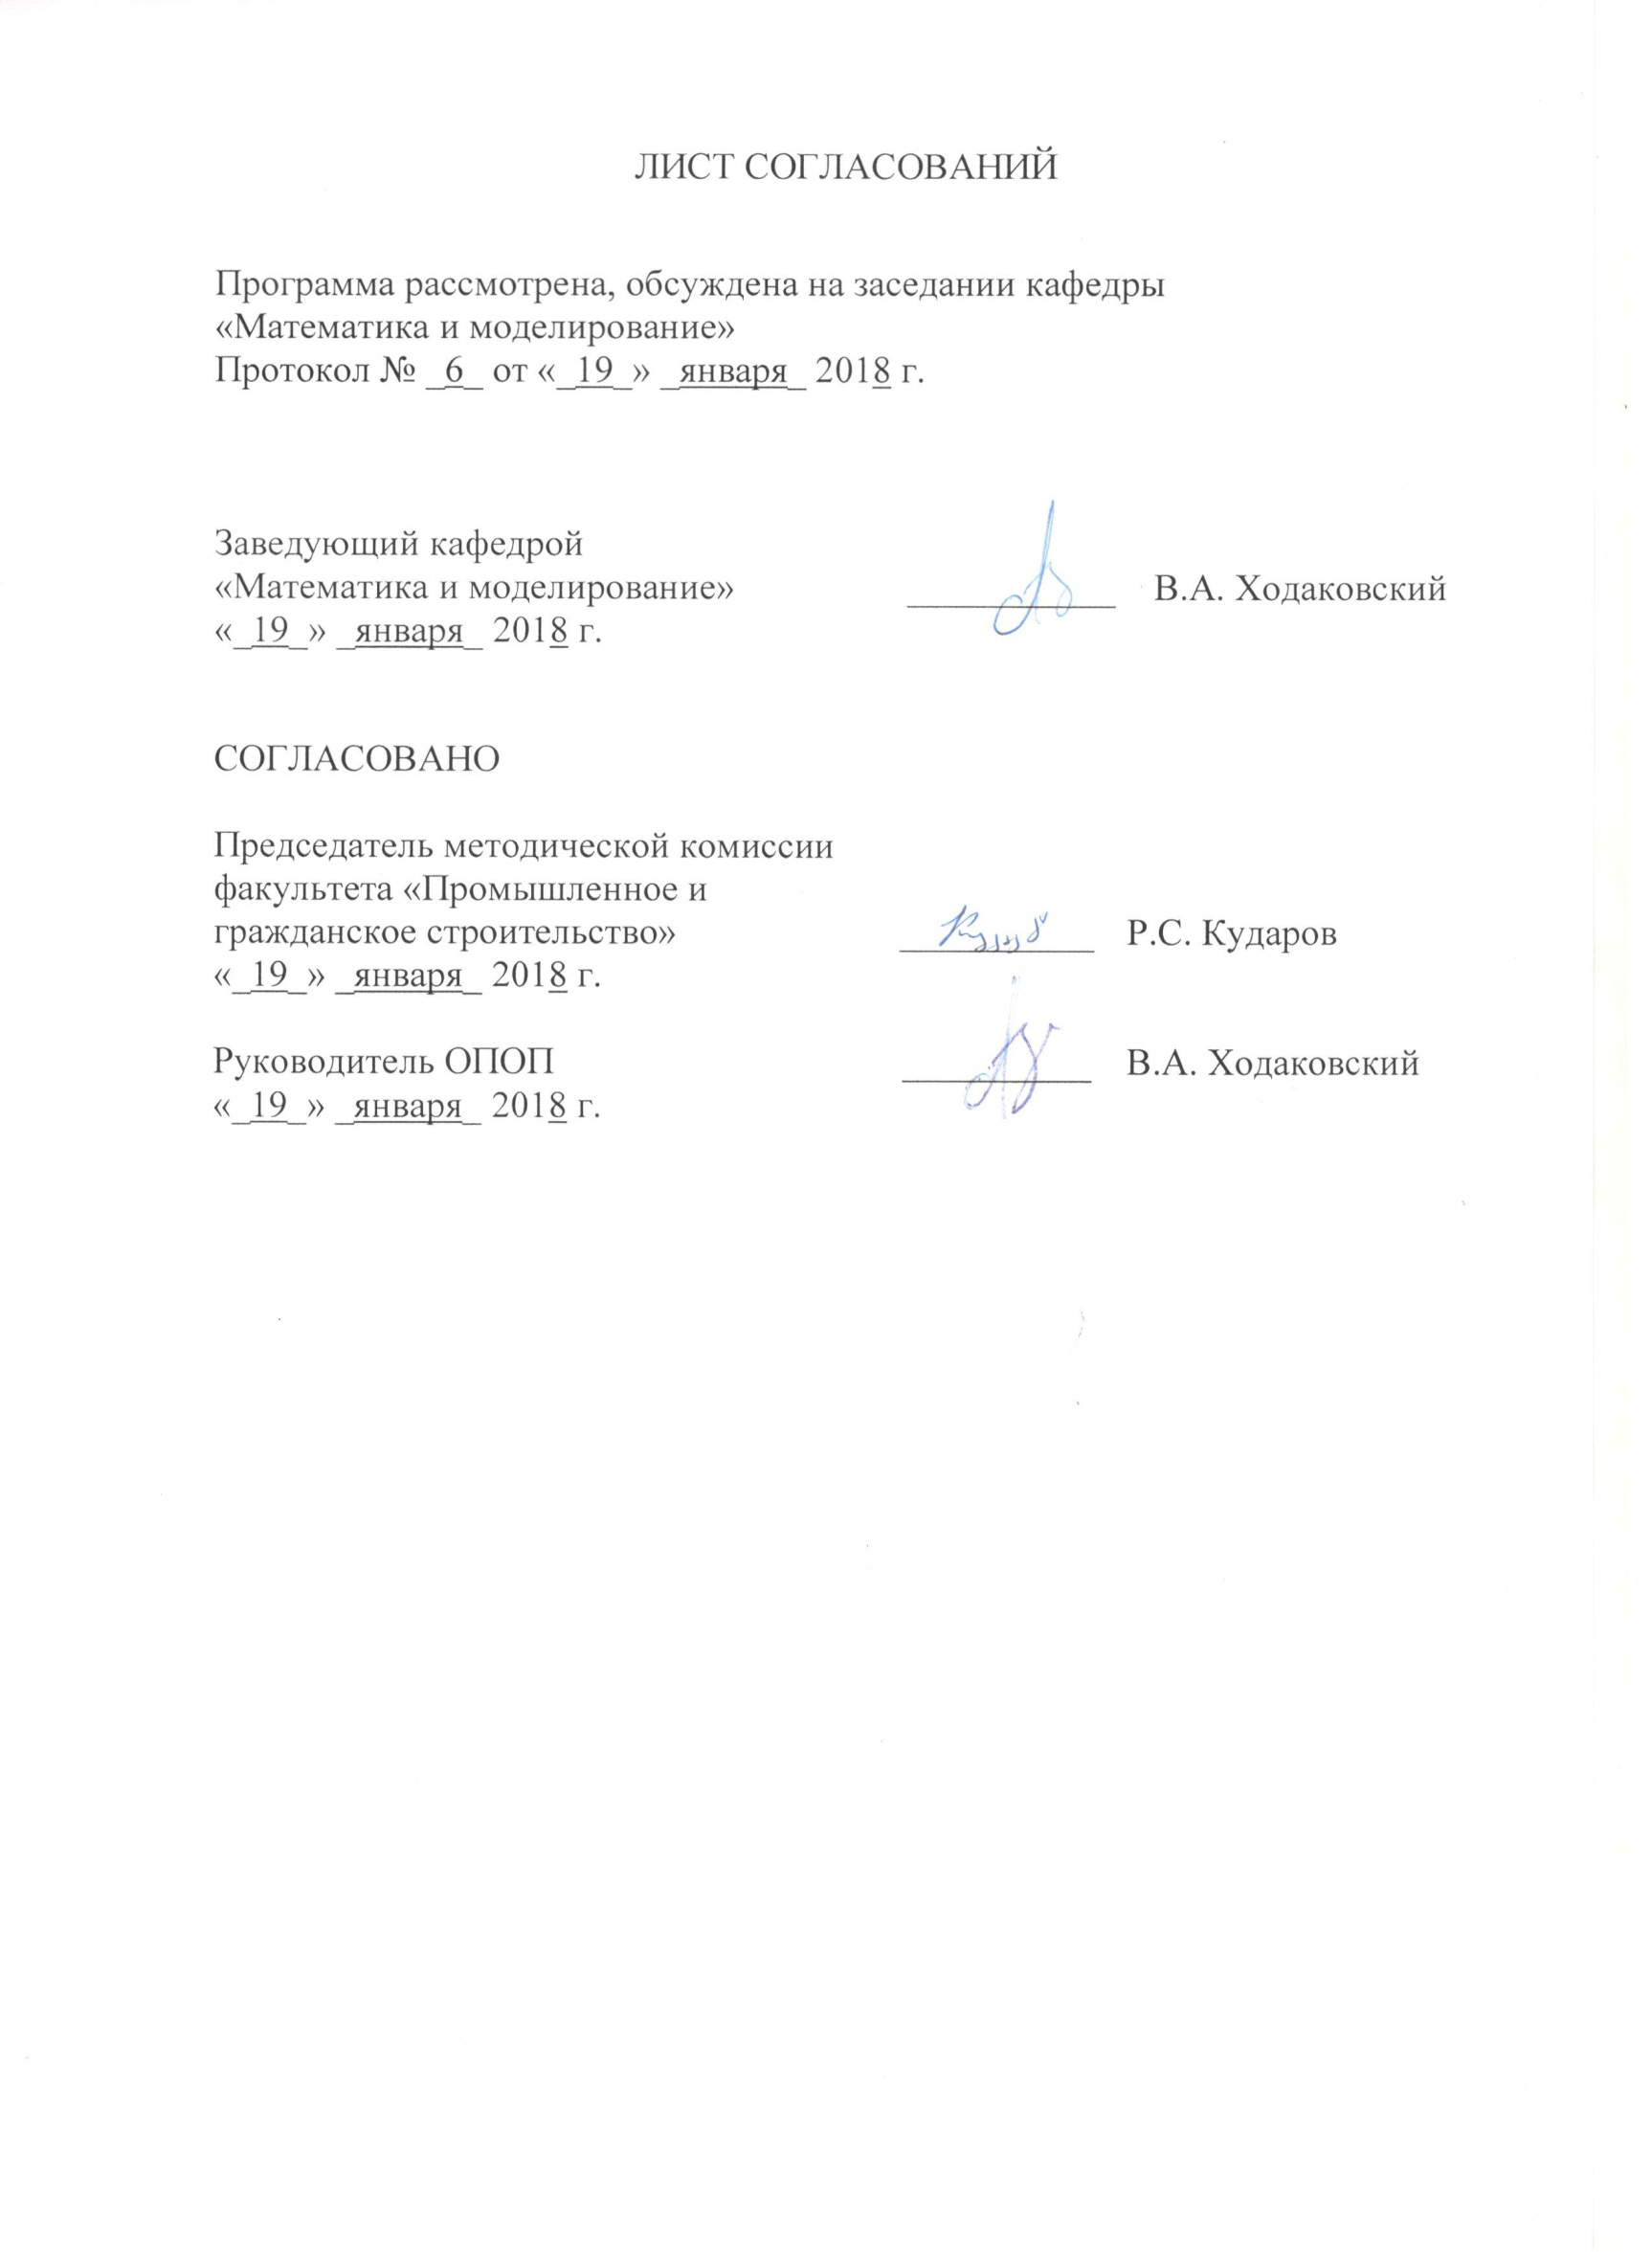 ЛИСТ СОГЛАСОВАНИЙ
Программа рассмотрена, обсуждена на заседании кафедры
«Математика и моделирование»
Протокол № _6_ от «_19_» _января_ 2018 г.
Заведующий кафедрой
«Математика и моделирование» ___________ В.А. Ходаковский
«_19_» _января_ 2018 г.
СОГЛАСОВАНО
Председатель методической комиссии
факультета «Промышленное и
гражданское строительство» __________ Р.С. Кударов
«_19_» _января_ 2018 г.
Руководитель ОПОП __________ В.А. Ходаковский
«_19_» _января_ 2018 г.